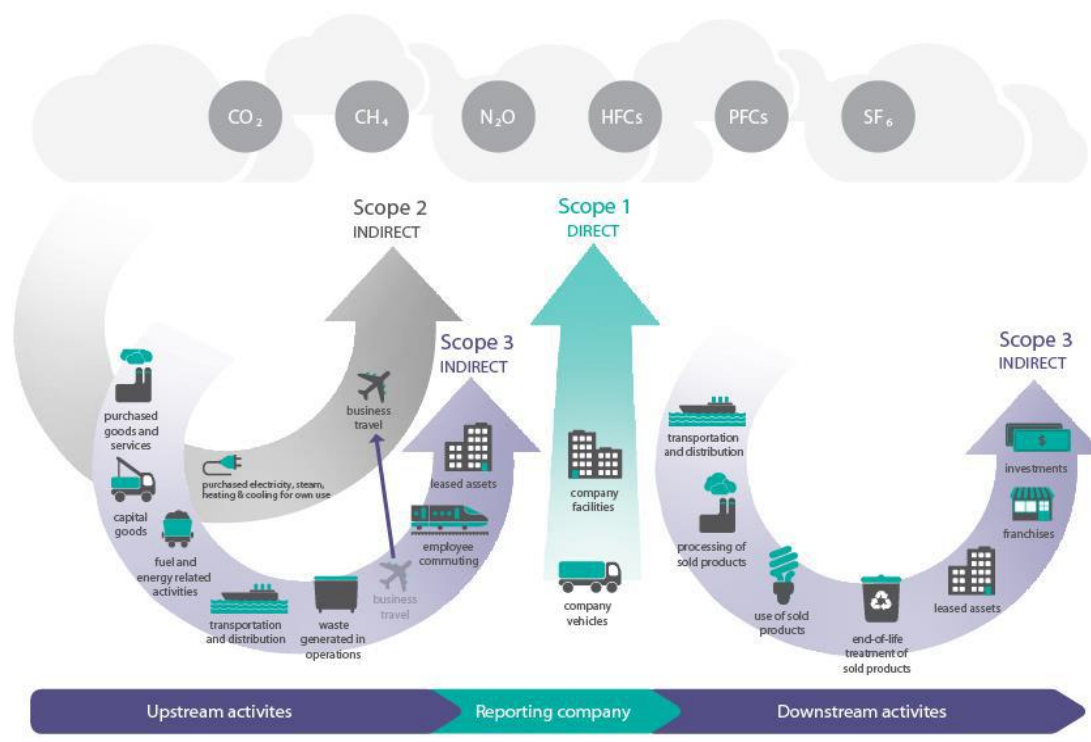 CO₂
CH₄
N₂O
HFCs
PFCs
SF₆
Scope 2
INDIRECT
Scope 1
DIRECT
Scope 3
INDIRECT
Scope 3
INDIRECT
purchased
goods and
services
capital
goods
fuel and
energy related
activities
transportation
and distribution
waste
generated in
operations
business
travel
employee
commuting
leased assets
purchased electricity, steam,
heating & cooling for own use
business
travel
company
facilities
company
vehicles
transportation
and distribution
processing of
sold products
use of sold
products
end-of-life
treatment of
sold products
leased assets
franchises
$
investments
Upstream activites
Reporting company
Downstream activites